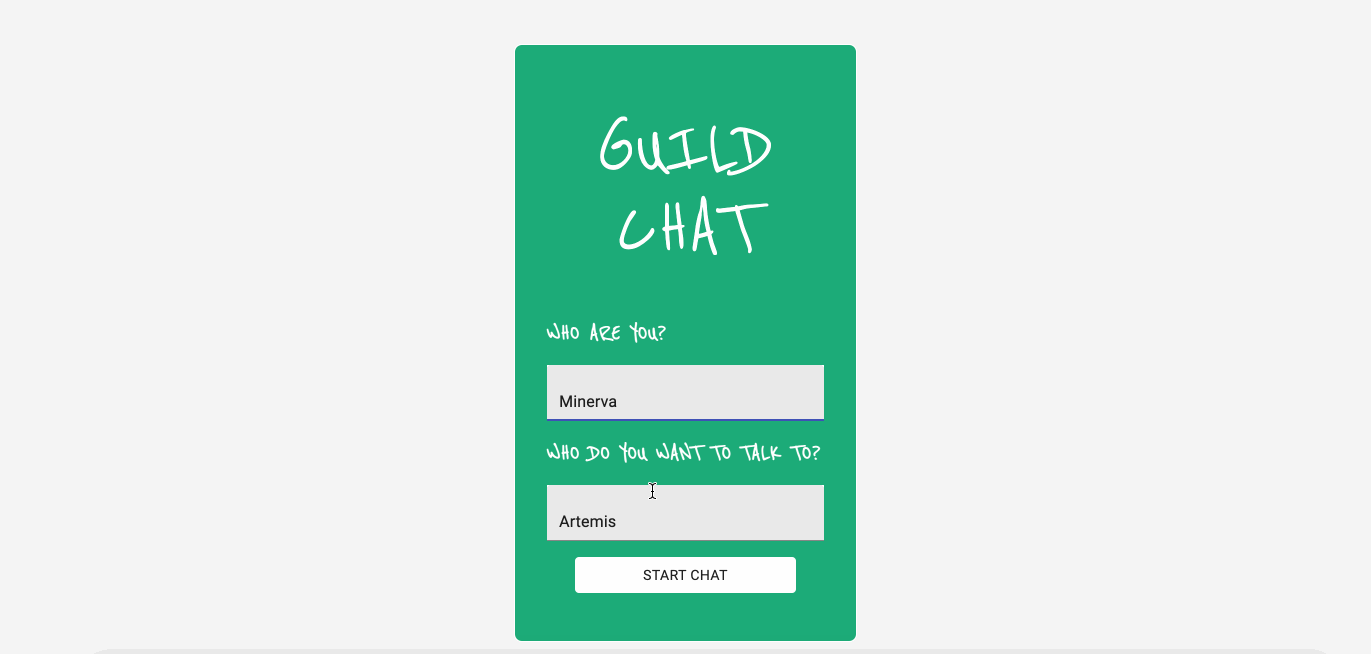 GUILD
CHAT
WHO ARE YOU?
Minerva
WHO DO YOU WANT TO TALK TO?
Artemis
START CHAT